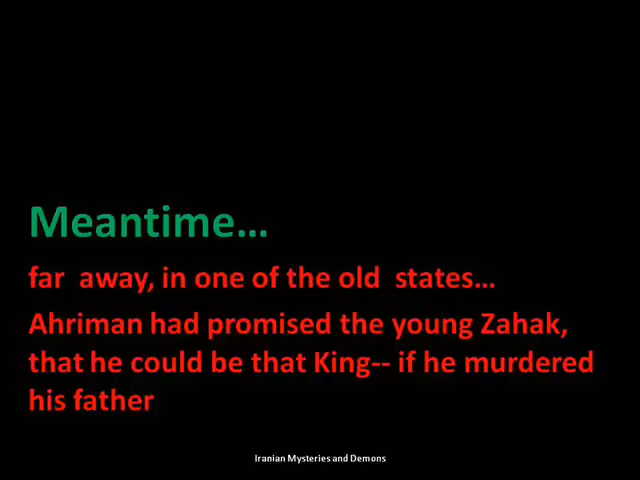 Meantime…
far  away, in one of the old  states…
Ahriman had promised the young Zahak,
that he could be that King-- if he murdered
his father
Iranian Mysteries and Demons